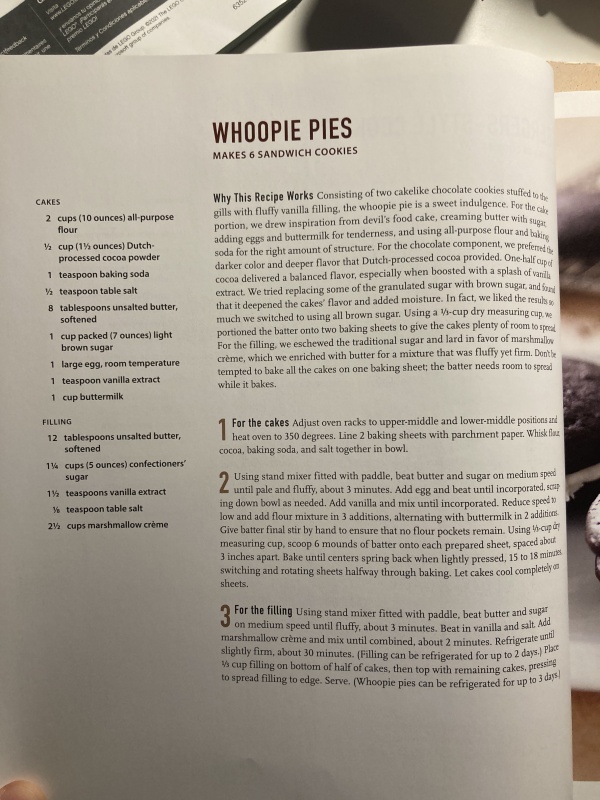 6352
WHOOPIE PIES
MAKES 6 SANDWICH COOKIES
CAKES
2 cups (10 ounces) all-purpose
flour
½ cup (1½ ounces) Dutch-
processed cocoa powder
1 teaspoon baking soda
½ teaspoon table salt
8 tablespoons unsalted butter,
softened
1 cup packed (7 ounces) light
brown sugar
1 large egg, room temperature
1 teaspoon vanilla extract
1 cup buttermilk
FILLING
12 tablespoons unsalted butter,
softened
1¼ cups (5 ounces) confectioners'
sugar
1½ teaspoons vanilla extract
⅛ teaspoon table salt
2½ cups marshmallow crème
Why This Recipe Works Consisting of two cakelike chocolate cookies stuffed to the
gills with fluffy vanilla filling, the whoopie pie is a sweet indulgence. For the cake
portion, we drew inspiration from devil's food cake, creaming butter with sugar,
adding eggs and buttermilk for tenderness, and using all-purpose flour and baking
soda for the right amount of structure. For the chocolate component, we preferred the
darker color and deeper flavor that Dutch-processed cocoa provided. One-half cup of
cocoa delivered a balanced flavor, especially when boosted with a splash of vanilla
extract. We tried replacing some of the granulated sugar with brown sugar, and found
that it deepened the cakes' flavor and added moisture. In fact, we liked the results so
much we switched to using all brown sugar. Using a ⅓-cup dry measuring cup, we
portioned the batter onto two baking sheets to give the cakes plenty of room to spread.
For the filling, we eschewed the traditional sugar and lard in favor of marshmallow
crème, which we enriched with butter for a mixture that was fluffy yet firm. Don't be
tempted to bake all the cakes on one baking sheet; the batter needs room to spread
while it bakes.
1 For the cakes Adjust oven racks to upper-middle and lower-middle positions and
heat oven to 350 degrees. Line 2 baking sheets with parchment paper. Whisk flour,
cocoa, baking soda, and salt together in bowl.
2 Using stand mixer fitted with paddle, beat butter and sugar on medium speed
until pale and fluffy, about 3 minutes. Add egg and beat until incorporated, scrap
ing down bowl as needed. Add vanilla and mix until incorporated. Reduce speed to
low and add flour mixture in 3 additions, alternating with buttermilk in 2 additions.
Give batter final stir by hand to ensure that no flour pockets remain. Using ⅓-cup dry
measuring cup, scoop 6 mounds of batter onto each prepared sheet, spaced about
3 inches apart. Bake until centers spring back when lightly pressed, 15 to 18 minutes,
switching and rotating sheets halfway through baking. Let cakes cool completely on
sheets.
3 For the filling Using stand mixer fitted with paddle, beat butter and sugar
on medium speed until fluffy, about 3 minutes. Beat in vanilla and salt. Add
marshmallow crème and mix until combined, about 2 minutes. Refrigerate until
slightly firm, about 30 minutes. (Filling can be refrigerated for up to 2 days.) Place
⅓ cup filling on bottom of half of cakes, then top with remaining cakes, pressing
to spread filling to edge. Serve. (Whoopie pies can be refrigerated for up to 3 days.)